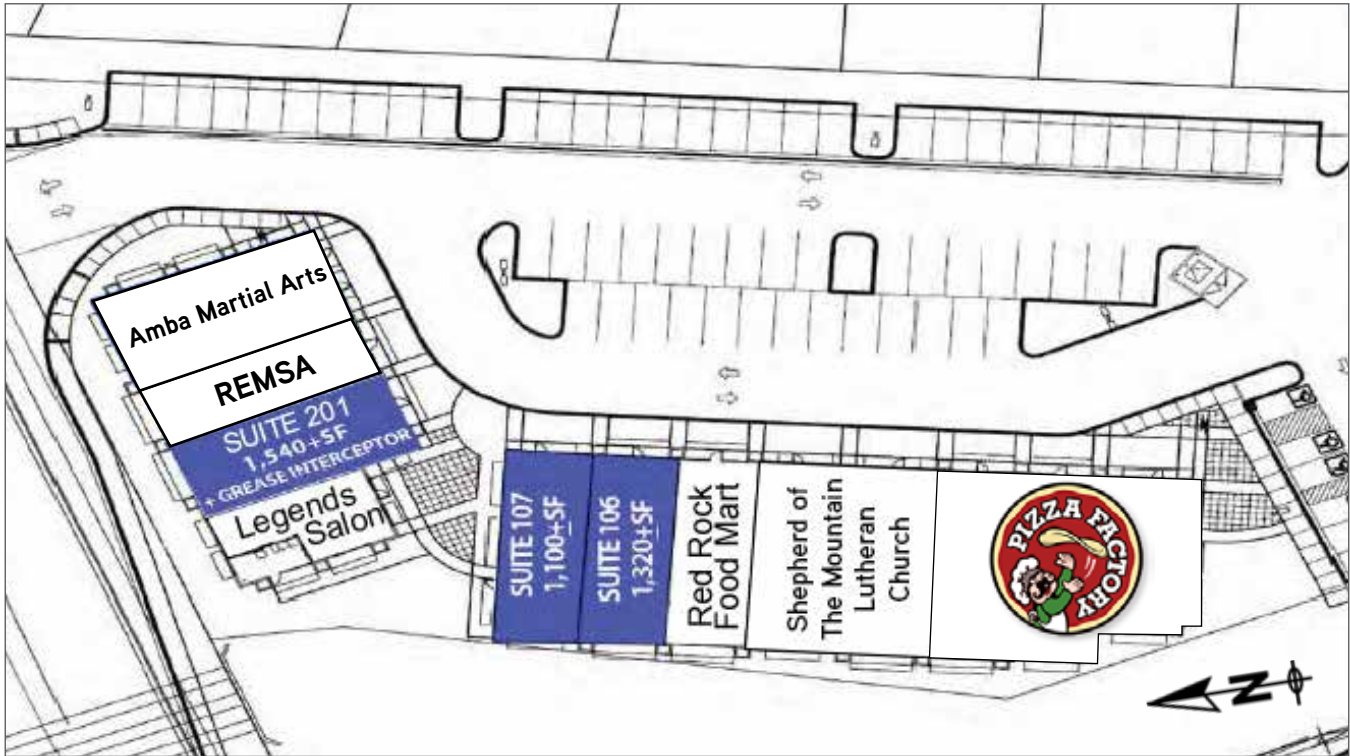 Amba Martial Arts
REMSA
SUITE 201
1,540+SF
+ GREASE INTERCEPTOR
Legends
Salon
SUITE 107
1,100+SF
SUITE 106
1,320+SF
Red Rock
Food Mart
Shepherd of
The Mountain
Lutheran
Church
PIZZA FACTORY
N